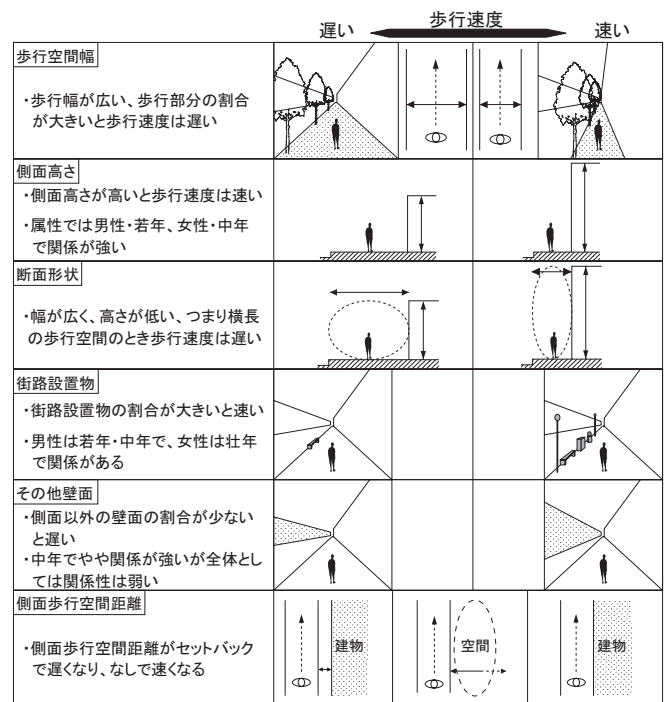 遅い 歩行速度 速い
歩行空間幅
・歩行幅が広い、歩行部分の割合
が大きいと歩行速度は遅い
側面高さ
・側面高さが高いと歩行速度は速い
・属性では男性・若年、女性・中年
で関係が強い
断面形状
・幅が広く、高さが低い、つまり横長
の歩行空間のとき歩行速度は遅い
街路設置物
・街路設置物の割合が大きいと速い
・男性は若年・中年で、女性は壮年
で関係がある
その他壁面
・側面以外の壁面の割合が少ない
と遅い
・中年でやや関係が強いが全体とし
ては関係性は弱い
側面歩行空間距離
・側面歩行空間距離がセットバック
で遅くなり、なしで速くなる
建物 空間 建物